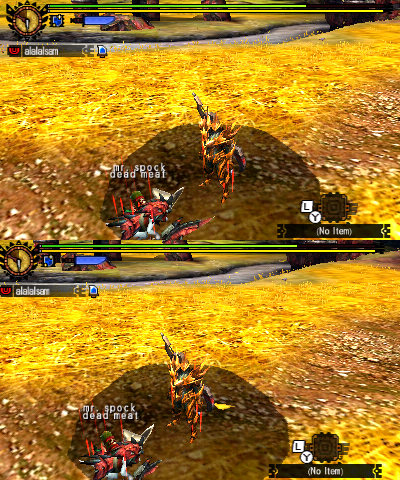 alalalsam
mr. spock
dead meat
L
Y
(No Item)
alalalsam
mr. spock
dead meat
L
Y
(No Item)